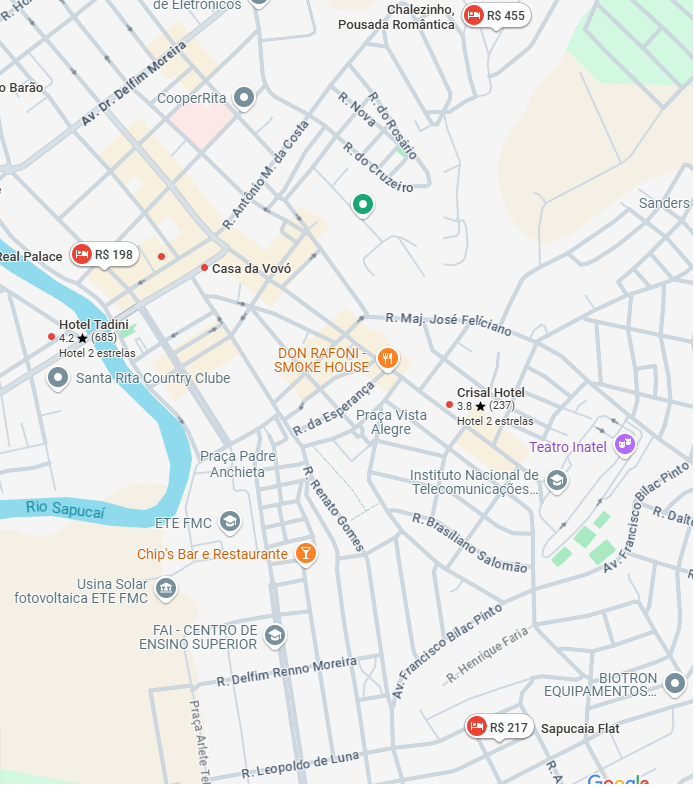 de Eletrônicos
Chalezinho,
Pousada Romântica
R$ 455
Av. Dr. Delfim Moreira
o Barão
CooperRita
R. Nova
R. do Rosário
R. Antônio M. da Costa
R. do Cruzeiro
Sanders
Real Palace
R$ 198
Casa da Vovó
R. Maj. José Feliciano
Hotel Tadini
4.2 ★ (685)
Hotel 2 estrelas
DON RAFONI -
SMOKE HOUSE
Santa Rita Country Clube
Crisal Hotel
3.8 ★ (237)
Hotel 2 estrelas
R. da Esperança
Praça Vista
Alegre
Teatro Inatel
Praça Padre
Anchieta
Instituto Nacional de
Telecomunicações...
R. Renato Gomes
Av. Francisco Bilac Pinto
Rio Sapucaí
ETE FMC
R. Brasiliano Salomão
R. Dalto
Chip's Bar e Restaurante
Usina Solar
fotovoltaica ETE FMC
FAI - CENTRO DE
ENSINO SUPERIOR
Av. Francisco Bilac Pinto
R. Henrique Faria
R. Delfim Renno Moreira
BIOTRON
EQUIPAMENTOS...
Praça Arlete Tel
R$ 217
Sapucaia Flat
R. Leopoldo de Luna
R. A
Google